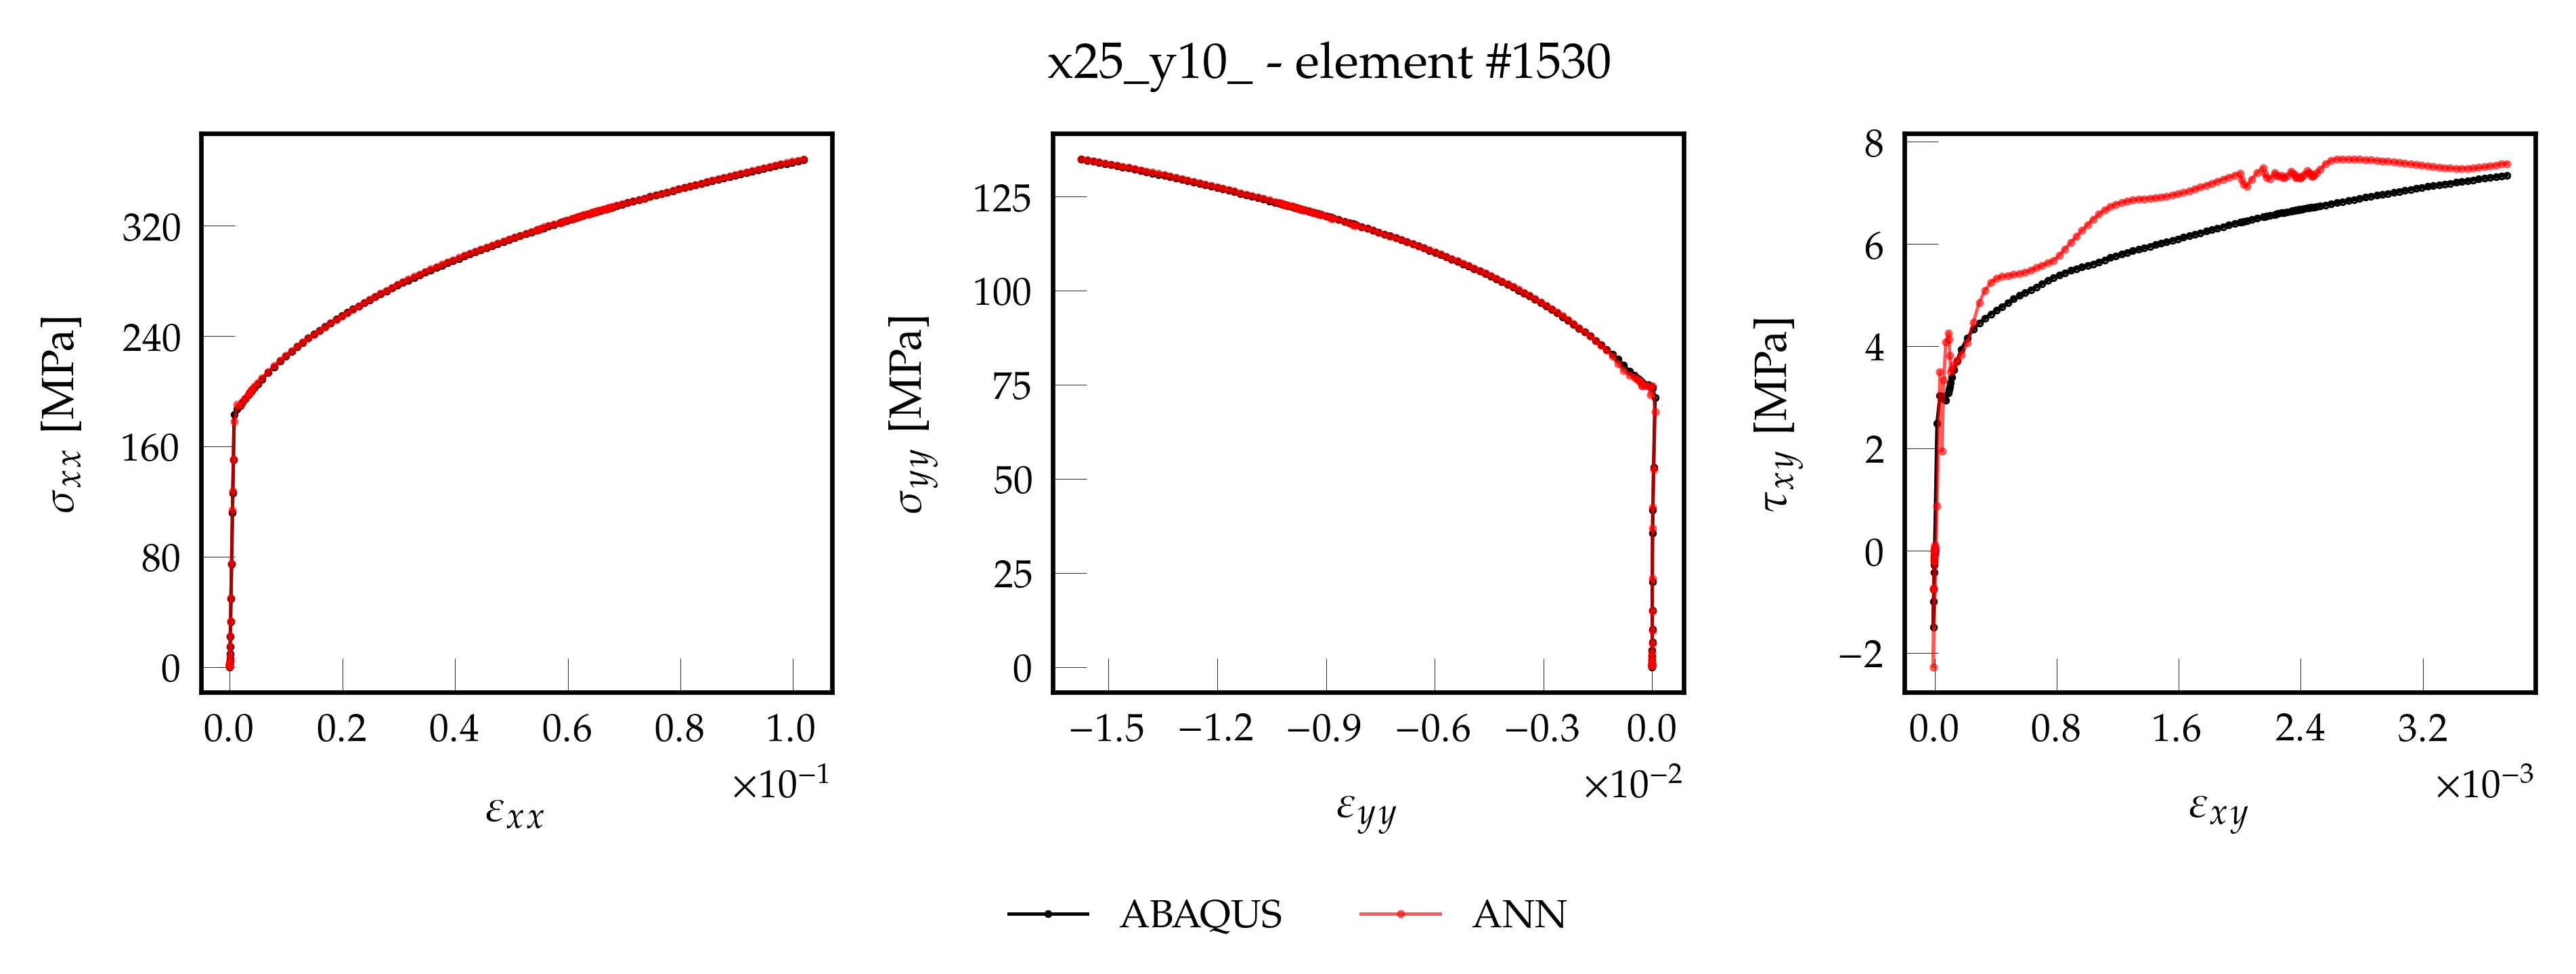 x25_y10_ - element #1530
σxx [MPa]
320
240
160
80
0
0.0 0.2 0.4 0.6 0.8 1.0
×10−1
εxx
σyy [MPa]
125
100
75
50
25
0
−1.5 −1.2 −0.9 −0.6 −0.3 0.0
×10−2
εyy
τxy [MPa]
8
6
4
2
0
−2
0.0 0.8 1.6 2.4 3.2
×10−3
εxy
ABAQUS ANN